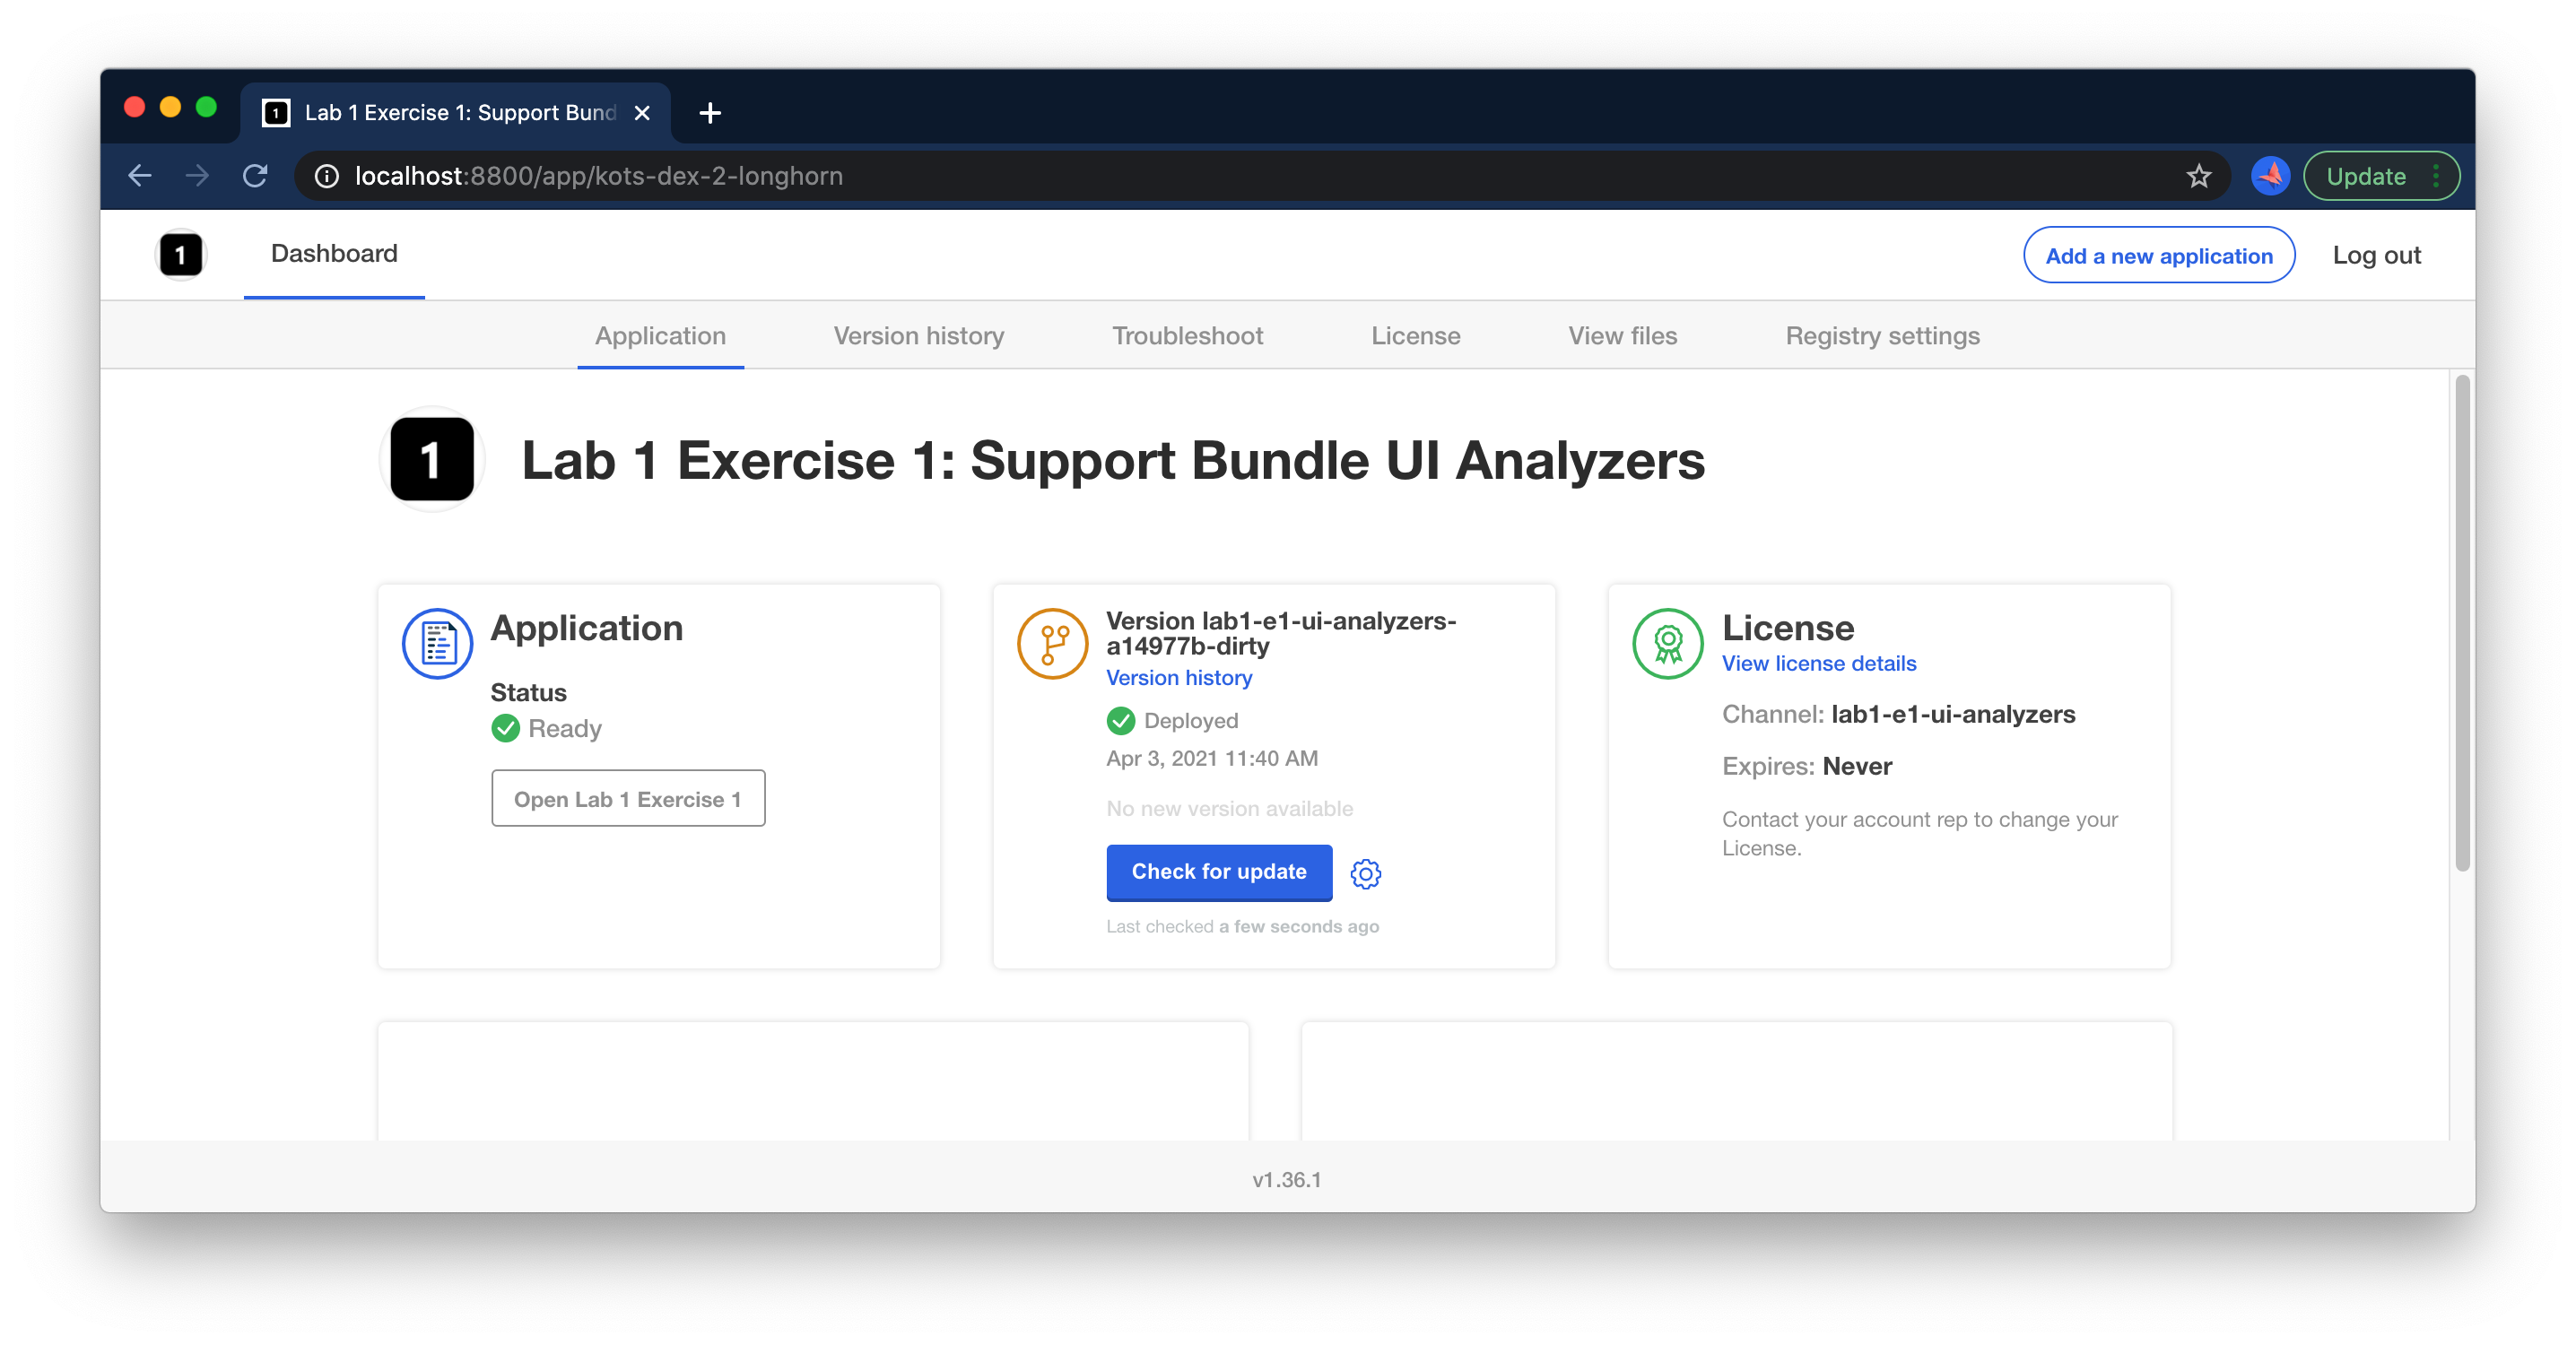 1 Lab 1 Exercise 1: Support Bund
localhost:8800/app/kots-dex-2-longhorn
Update
1 Dashboard
Add a new application
Log out
Application
Version history
Troubleshoot
License
View files
Registry settings
1 Lab 1 Exercise 1: Support Bundle UI Analyzers
Application
Status
Ready
Open Lab 1 Exercise 1
Version lab1-e1-ui-analyzers-
a14977b-dirty
Version history
Deployed
Apr 3, 2021 11:40 AM
No new version available
Check for update
Last checked a few seconds ago
License
View license details
Channel: lab1-e1-ui-analyzers
Expires: Never
Contact your account rep to change your
License.
v1.36.1